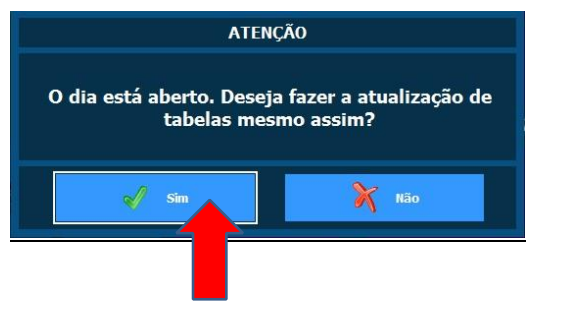 ATENÇÃO
O dia está aberto. Deseja fazer a atualização de
tabelas mesmo assim?
Sim
Não